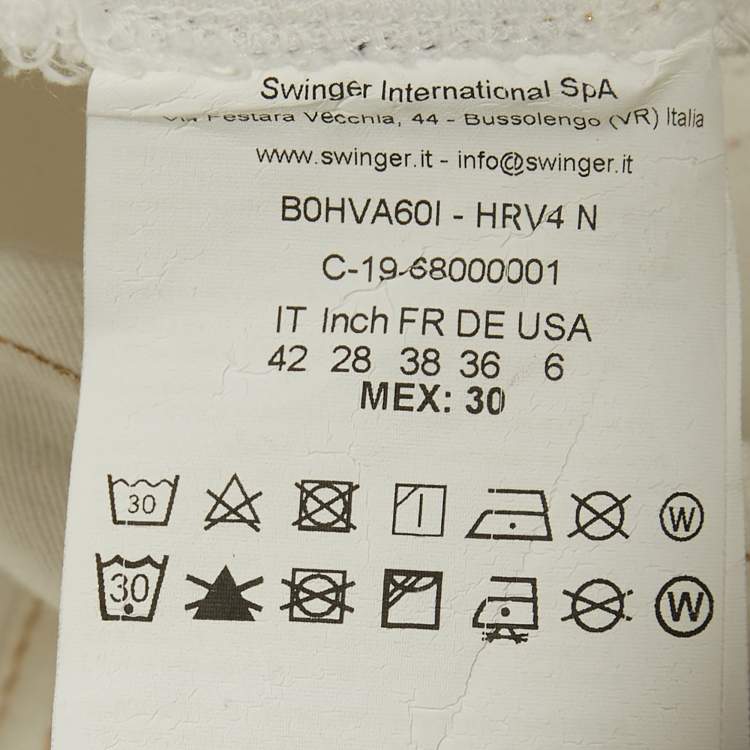 Swinger International SpA
Via Festara Vecchia, 44 - Bussolengo (VR) Italia
www.swinger.it - info@swinger.it
B0HVA60I - HRV4 N
C-19-68000001
IT Inch FR DE USA
42 28 38 36 6
MEX: 30
30 W
30 W